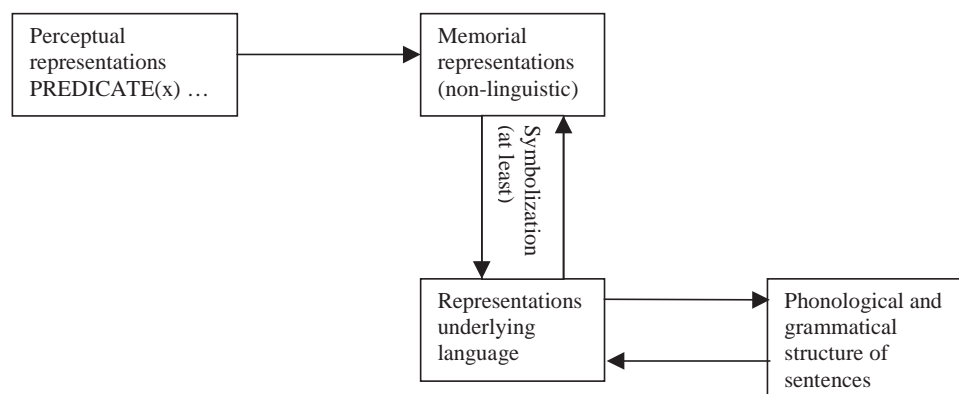 Perceptual
representations
PREDICATE(x) …
Memorial
representations
(non-linguistic)
Symbolization
(at least)
Representations
underlying
language
Phonological and
grammatical
structure of
sentences